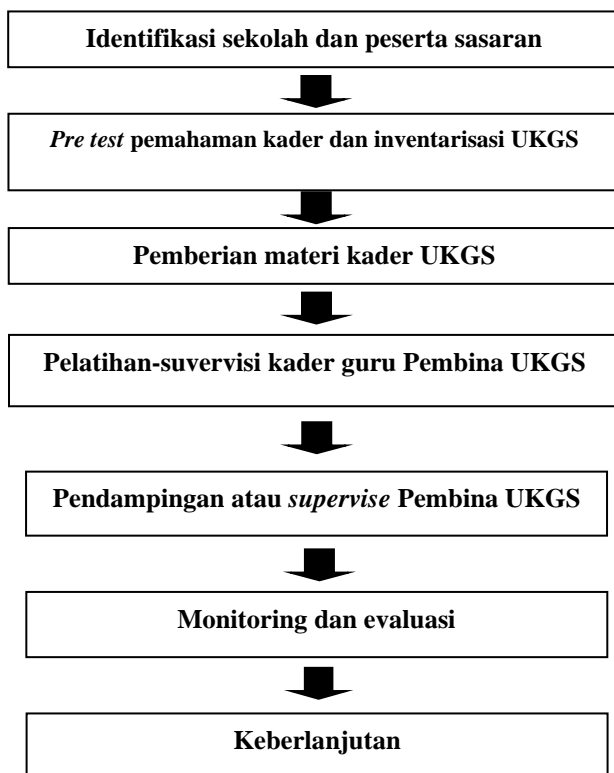 Identifikasi sekolah dan peserta sasaran
Pre test pemahaman kader dan inventarisasi UKGS
Pemberian materi kader UKGS
Pelatihan-suvervisi kader guru Pembina UKGS
Pendampingan atau supervise Pembina UKGS
Monitoring dan evaluasi
Keberlanjutan